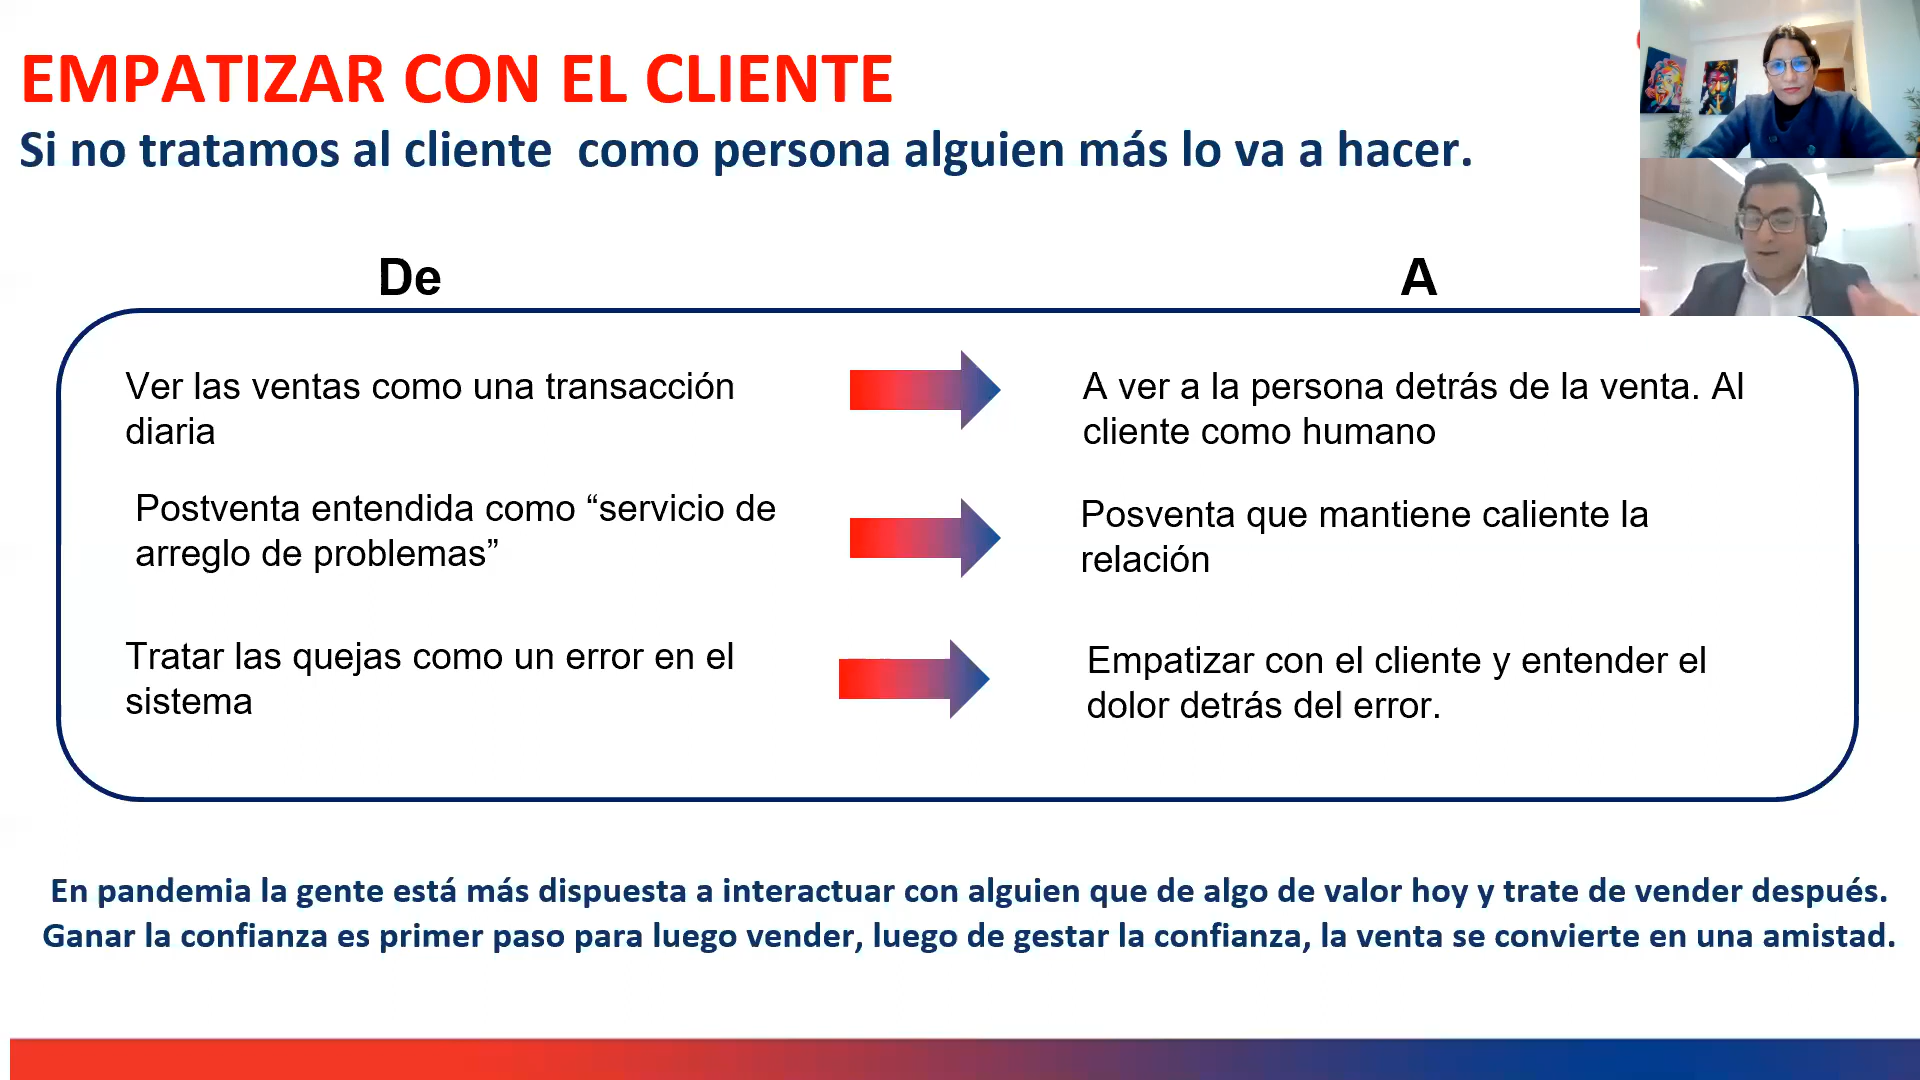 EMPATIZAR CON EL CLIENTE
Si no tratamos al cliente  como persona alguien más lo va a hacer.
De
A
Ver las ventas como una transacción
diaria
A ver a la persona detrás de la venta. Al
cliente como humano
Postventa entendida como “servicio de
arreglo de problemas”
Posventa que mantiene caliente la
relación
Tratar las quejas como un error en el
sistema
Empatizar con el cliente y entender el
dolor detrás del error.
En pandemia la gente está más dispuesta a interactuar con alguien que de algo de valor hoy y trate de vender después.
Ganar la confianza es primer paso para luego vender, luego de gestar la confianza, la venta se convierte en una amistad.